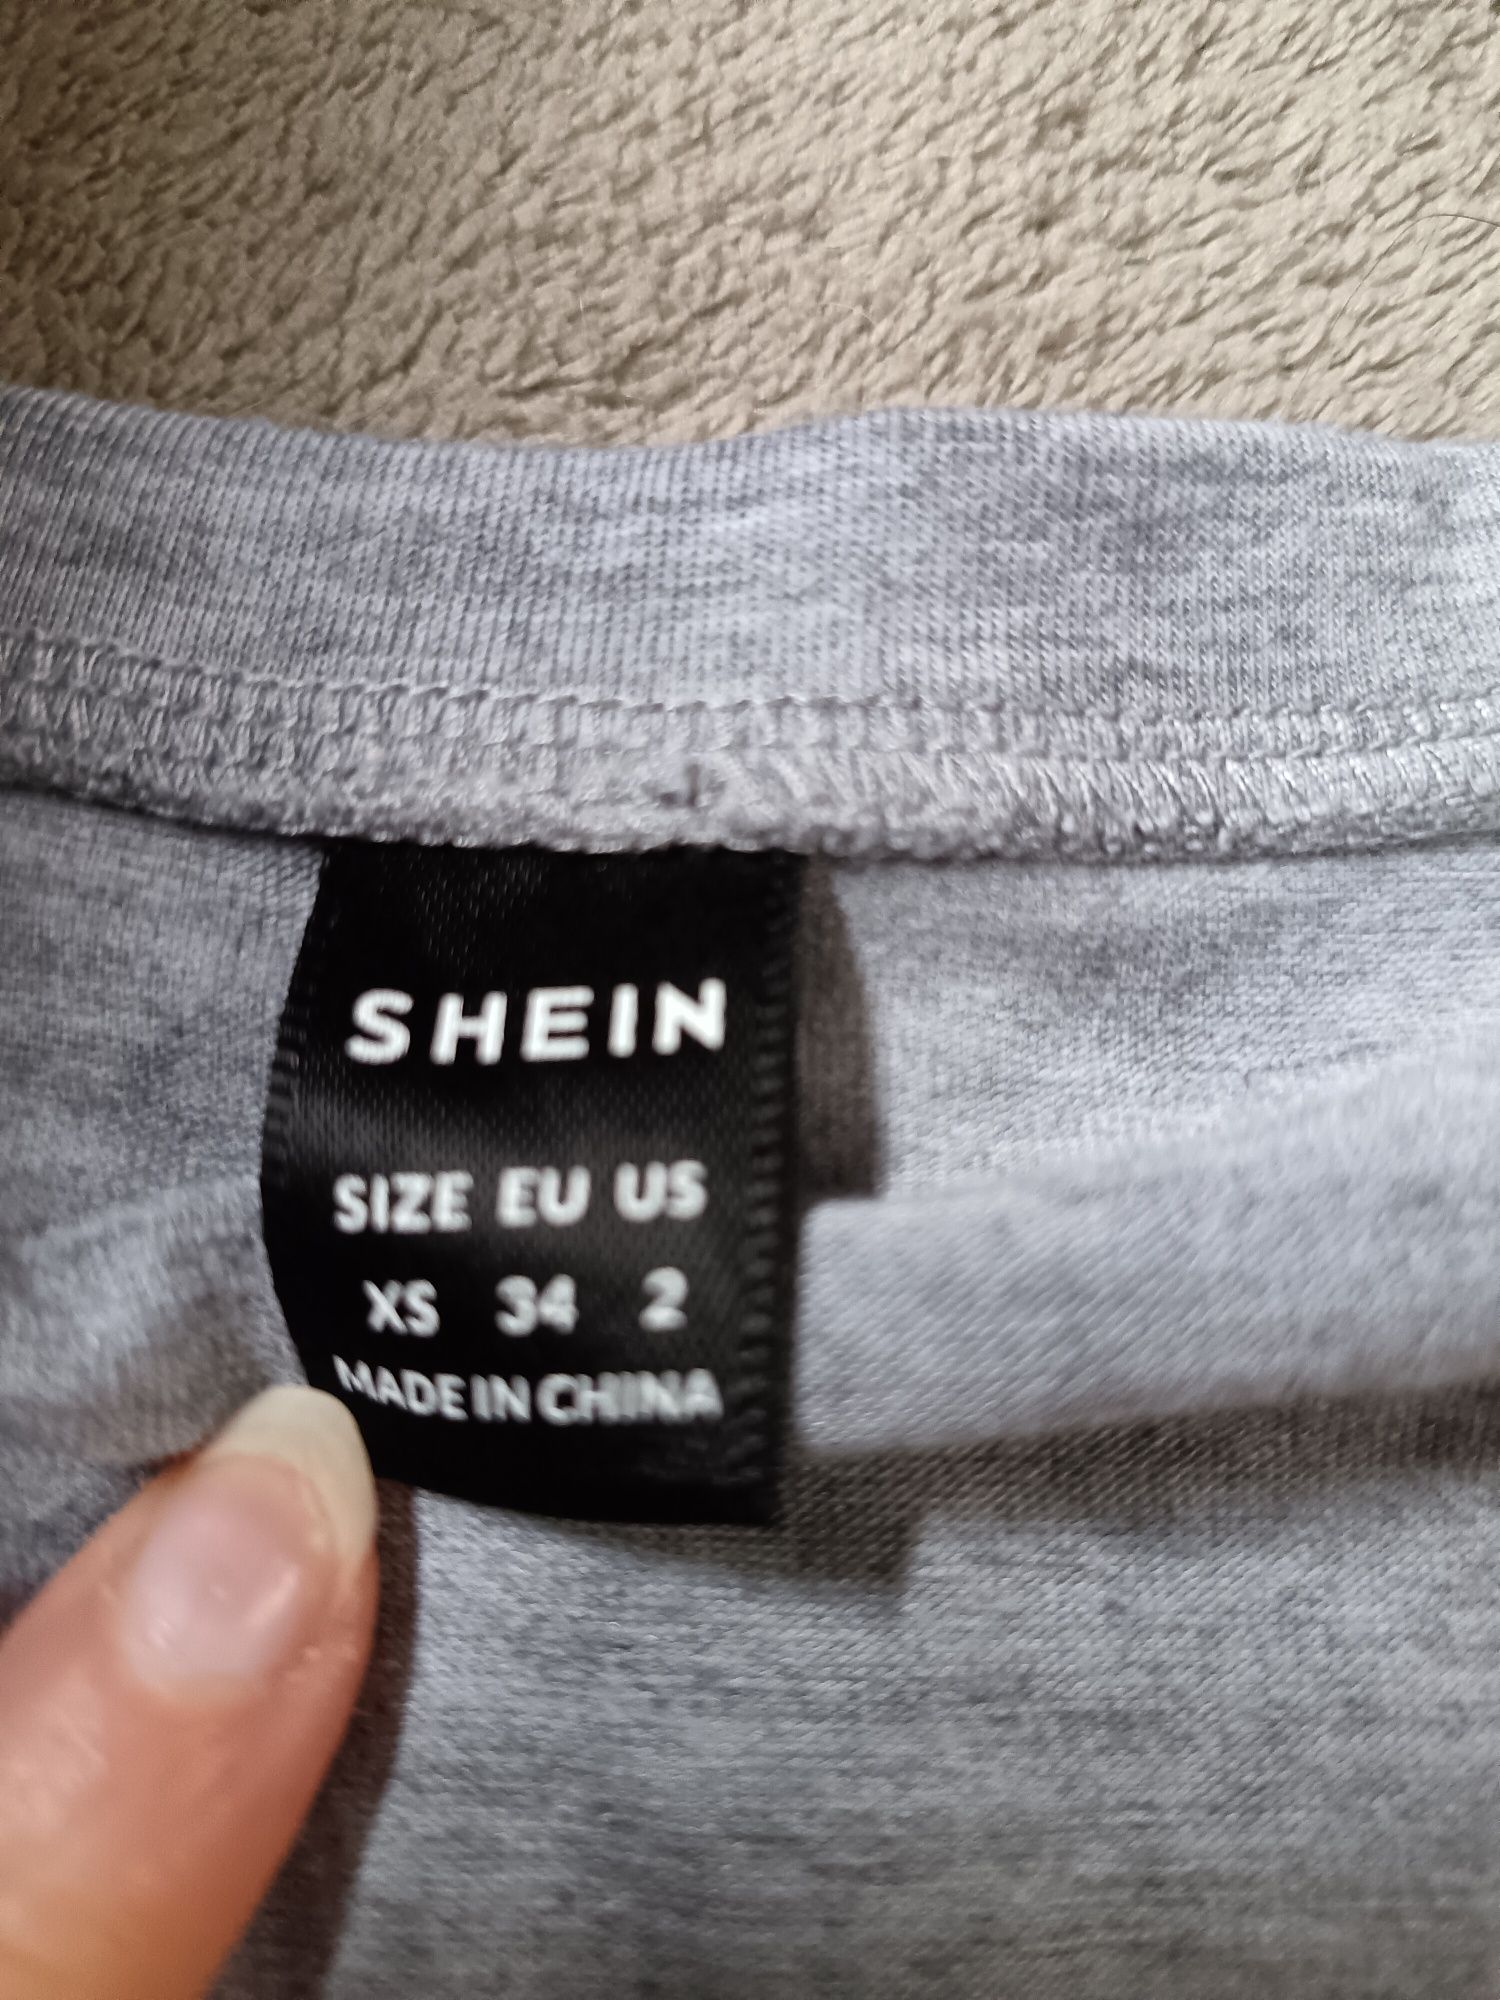 SHEIN
SIZE EU US
XS 34 2
MADE IN CHINA